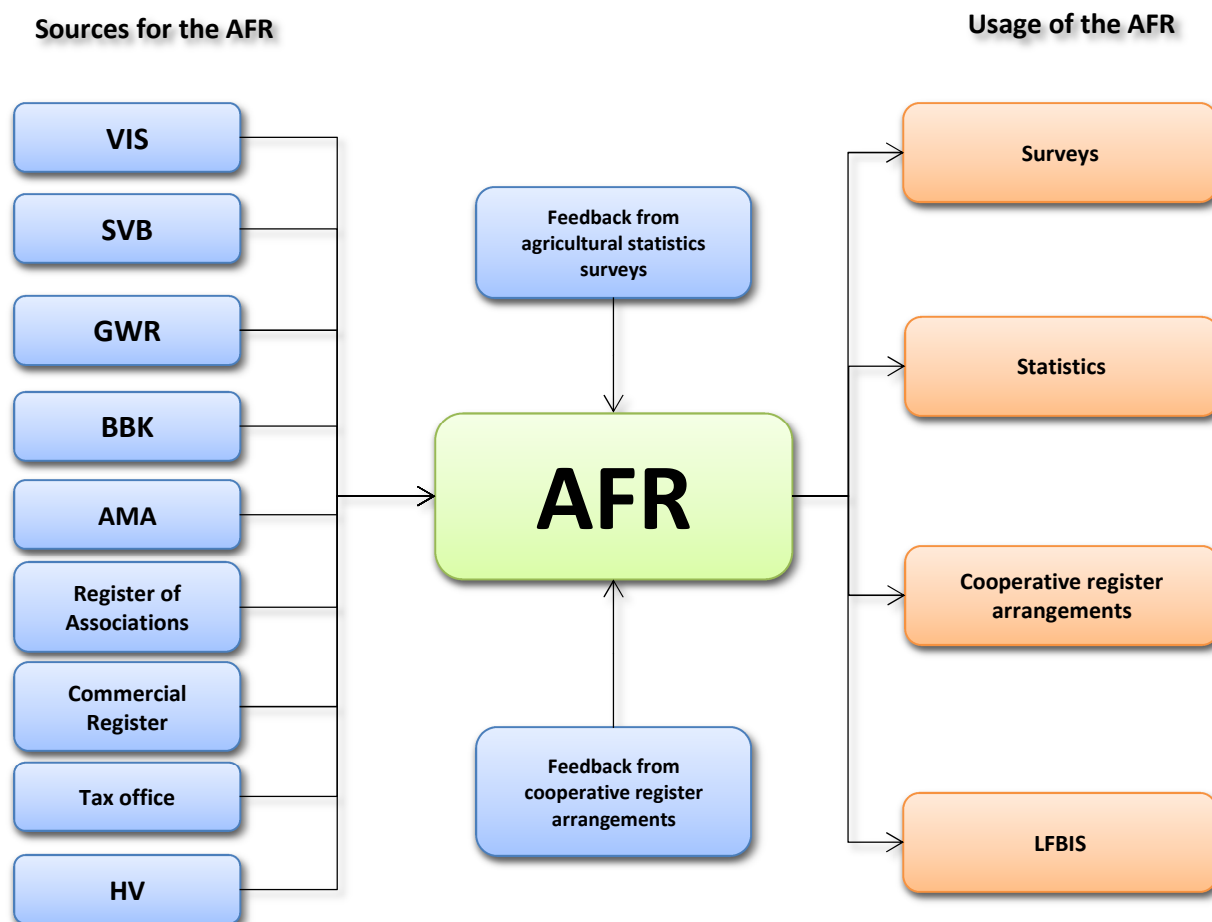 Sources for the AFR
Usage of the AFR
VIS
SVB
GWR
BBK
AMA
Register of
Associations
Commercial
Register
Tax office
HV
Feedback from
agricultural statistics
surveys
AFR
Feedback from
cooperative register
arrangements
Surveys
Statistics
Cooperative register
arrangements
LFBIS